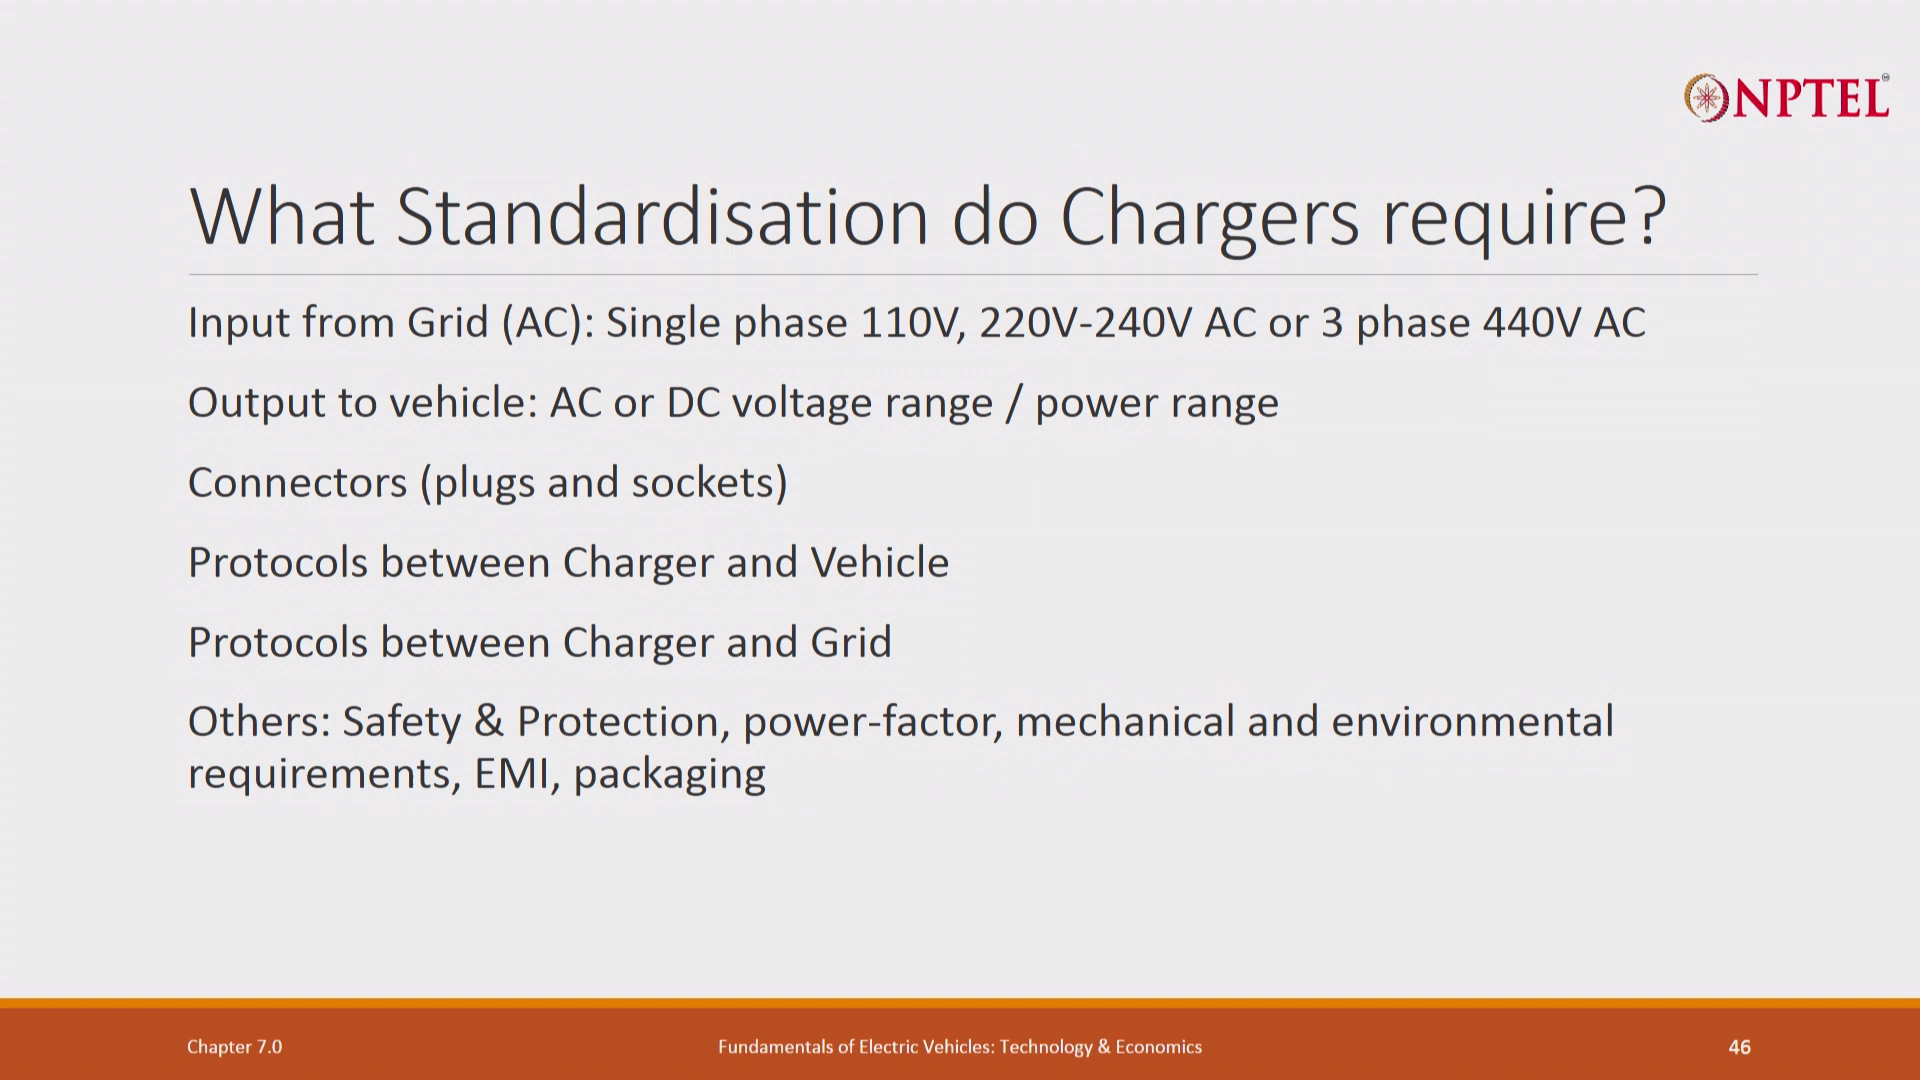 NPTEL
What Standardisation do Chargers require?
Input from Grid (AC): Single phase 110V, 220V-240V AC or 3 phase 440V AC
Output to vehicle: AC or DC voltage range / power range
Connectors (plugs and sockets)
Protocols between Charger and Vehicle
Protocols between Charger and Grid
Others: Safety & Protection, power-factor, mechanical and environmental
requirements, EMI, packaging
Chapter 7.0
Fundamentals of Electric Vehicles: Technology & Economics
46